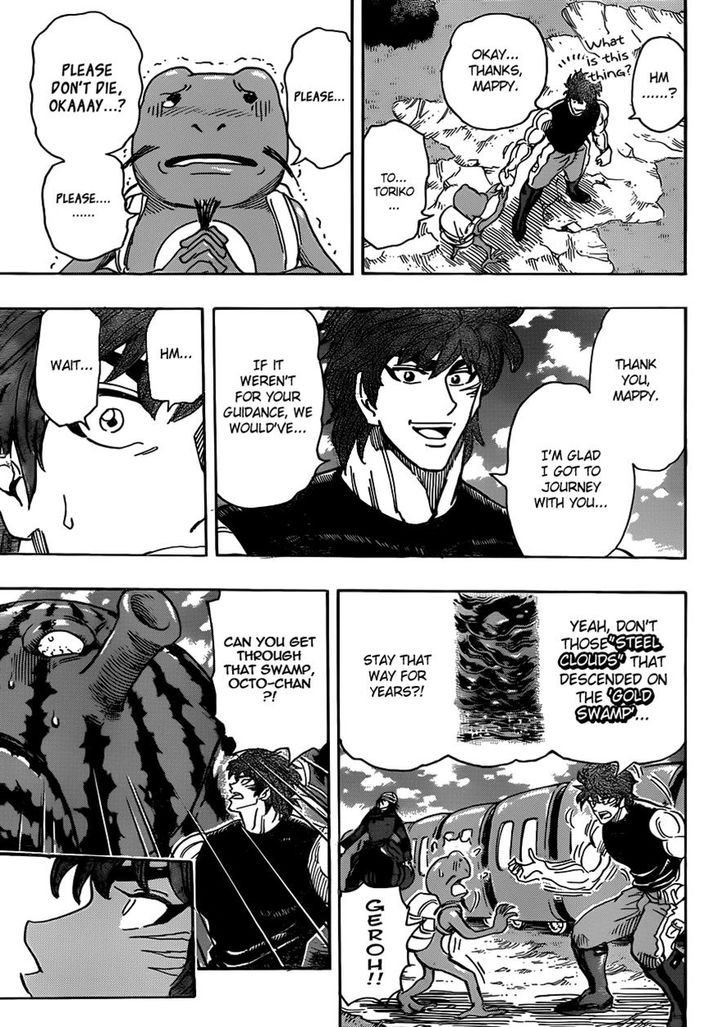 HM
......?
What
is this
thing?
OKAY...
THANKS,
MAPPY.
TO...
TORIKO
...
PLEASE...
PLEASE
DON'T DIE,
OKAAAY...?
PLEASE...
......
THANK
YOU,
MAPPY.
I'M GLAD
I GOT TO
JOURNEY
WITH YOU...
IF IT
WEREN'T
FOR YOUR
GUIDANCE, WE
WOULD'VE...
HM...
WAIT...
YEAH, DON'T
THOSE "STEEL
CLOUDS" THAT
DESCENDED ON
THE 'GOLD
SWAMP'...
STAY THAT
WAY FOR
YEARS?!
GEROH!!
CAN YOU GET
THROUGH
THAT SWAMP,
OCTO-CHAN
?!